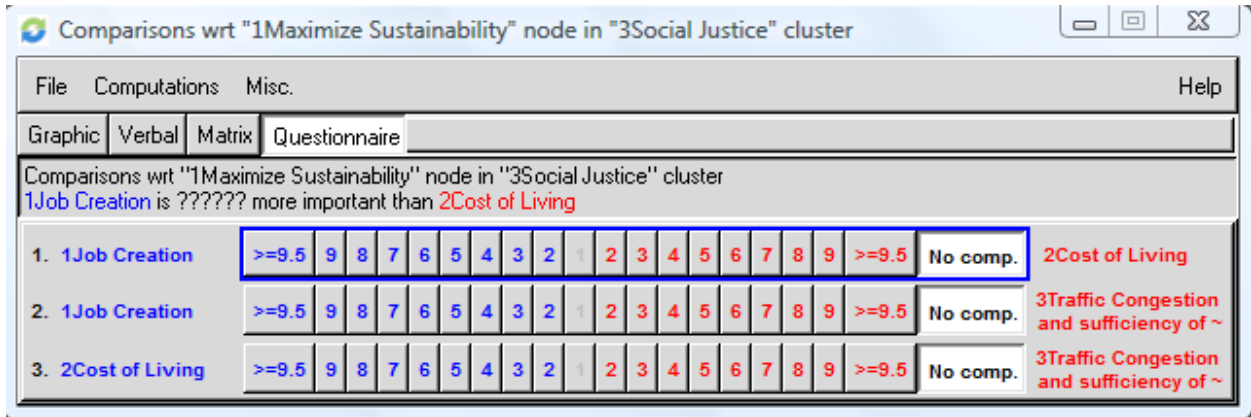 Comparisons wrt "1Maximize Sustainability" node in "3Social Justice" cluster
File Computations Misc. Help
Graphic Verbal Matrix Questionnaire
Comparisons wrt "1Maximize Sustainability" node in "3Social Justice" cluster
1Job Creation is ?????? more important than 2Cost of Living
1. 1Job Creation >=9.5 9 8 7 6 5 4 3 2 1 2 3 4 5 6 7 8 9 >=9.5 No comp. 2Cost of Living
2. 1Job Creation >=9.5 9 8 7 6 5 4 3 2 1 2 3 4 5 6 7 8 9 >=9.5 No comp. 3Traffic Congestion
and sufficiency of ~
3. 2Cost of Living >=9.5 9 8 7 6 5 4 3 2 1 2 3 4 5 6 7 8 9 >=9.5 No comp. 3Traffic Congestion
and sufficiency of ~